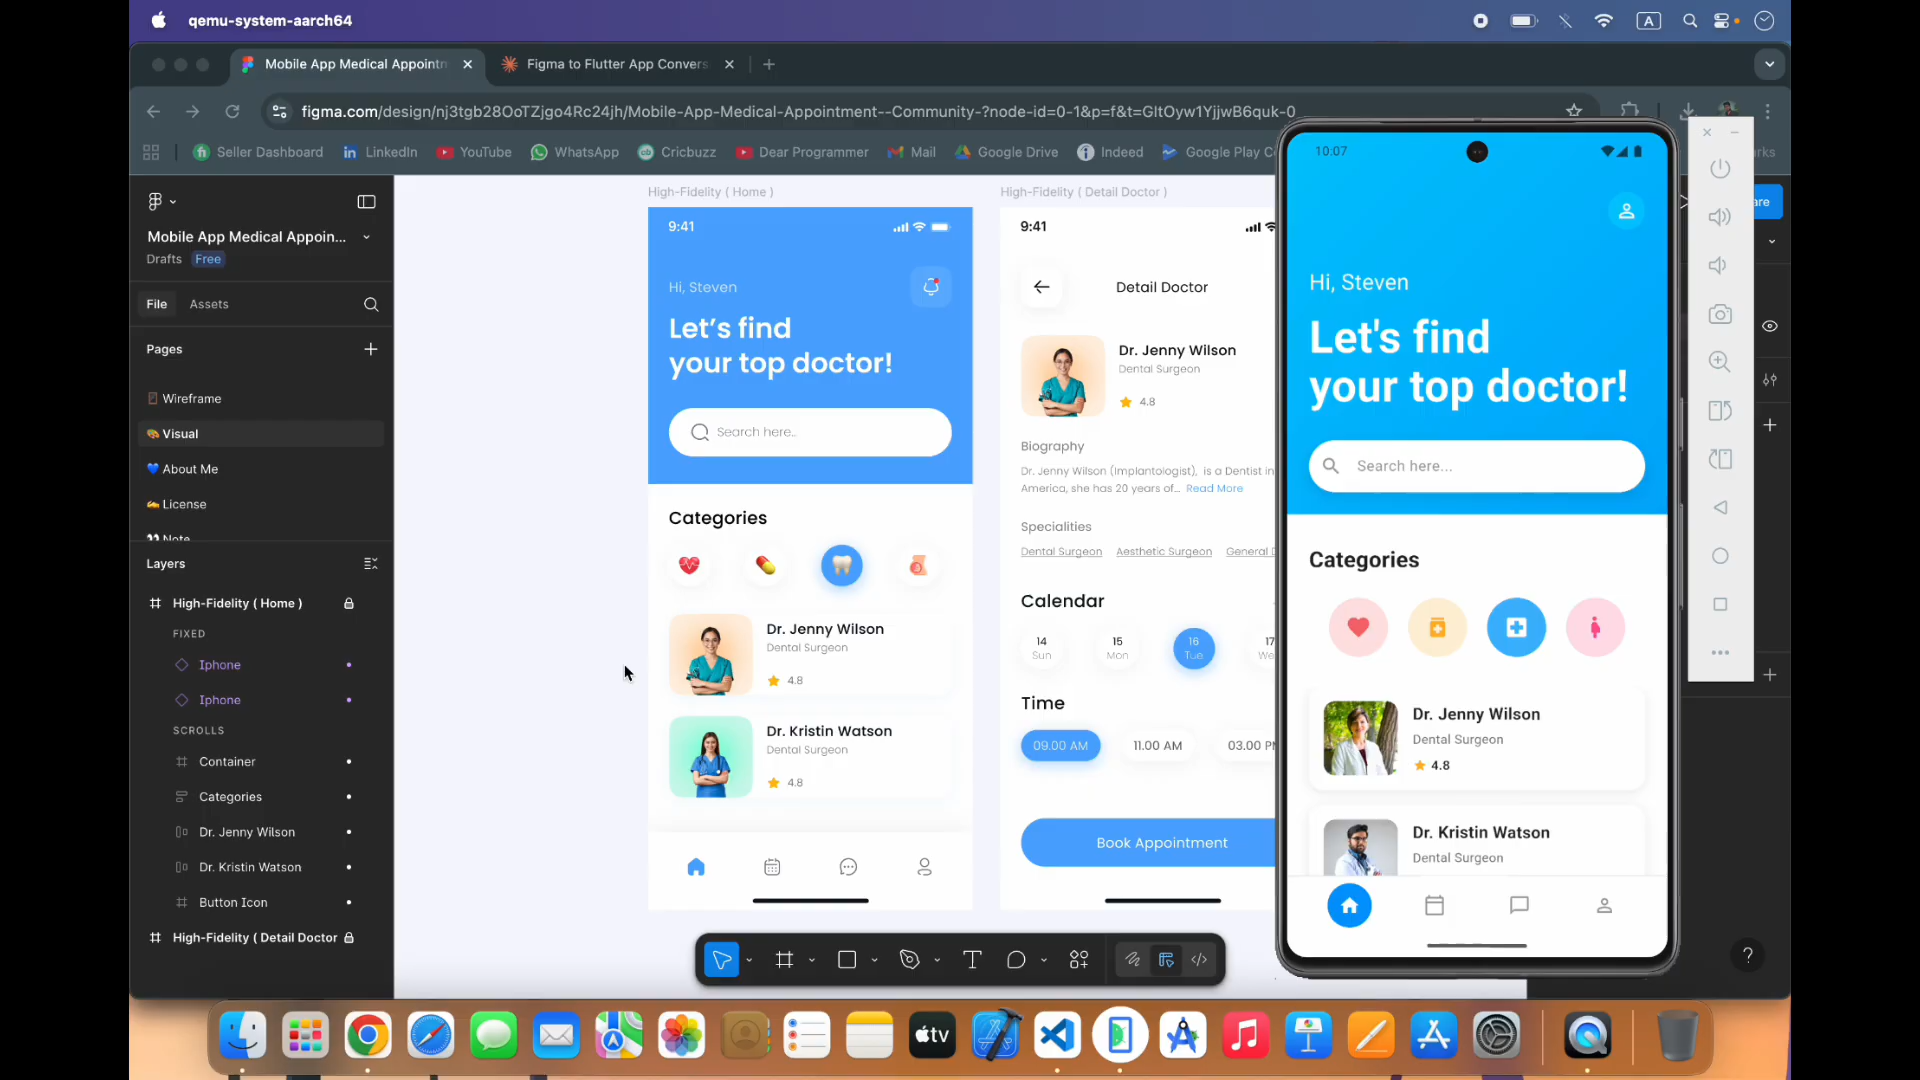 qemu-system-aarch64
A
Mobile App Medical Appointm
Figma to Flutter App Convers
figma.com/design/nj3tgb28OoTZjgo4Rc24jh/Mobile-App-Medical-Appointment--Community-?node-id=0-1&p=f&t=GltOyw1YjjwB6quk-0
Seller Dashboard
LinkedIn
YouTube
WhatsApp
Cricbuzz
Dear Programmer
Mail
Google Drive
Indeed
Google Play C
rks
Mobile App Medical Appoin...
Drafts
Free
File
Assets
Pages
Wireframe
Visual
About Me
License
Note
Layers
High-Fidelity ( Home )
FIXED
Iphone
Iphone
SCROLLS
Container
Categories
Dr. Jenny Wilson
Dr. Kristin Watson
Button Icon
High-Fidelity ( Detail Doctor
High-Fidelity ( Home )
9:41
Hi, Steven
Let's find
your top doctor!
Search here..
Categories
Dr. Jenny Wilson
Dental Surgeon
4.8
Dr. Kristin Watson
Dental Surgeon
4.8
High-Fidelity ( Detail Doctor )
9:41
Detail Doctor
Dr. Jenny Wilson
Dental Surgeon
4.8
Biography
Dr. Jenny Wilson (Implantologist), is a Dentist in
America, she has 20 years of... Read More
Specialities
Dental Surgeon
Aesthetic Surgeon
General D
Calendar
14
Sun
15
Mon
16
Tue
17
We
Time
09.00 AM
11.00 AM
03.00 PM
Book Appointment
10:07
Hi, Steven
Let's find
your top doctor!
Search here...
Categories
Dr. Jenny Wilson
Dental Surgeon
4.8
Dr. Kristin Watson
Dental Surgeon
are
?
tv